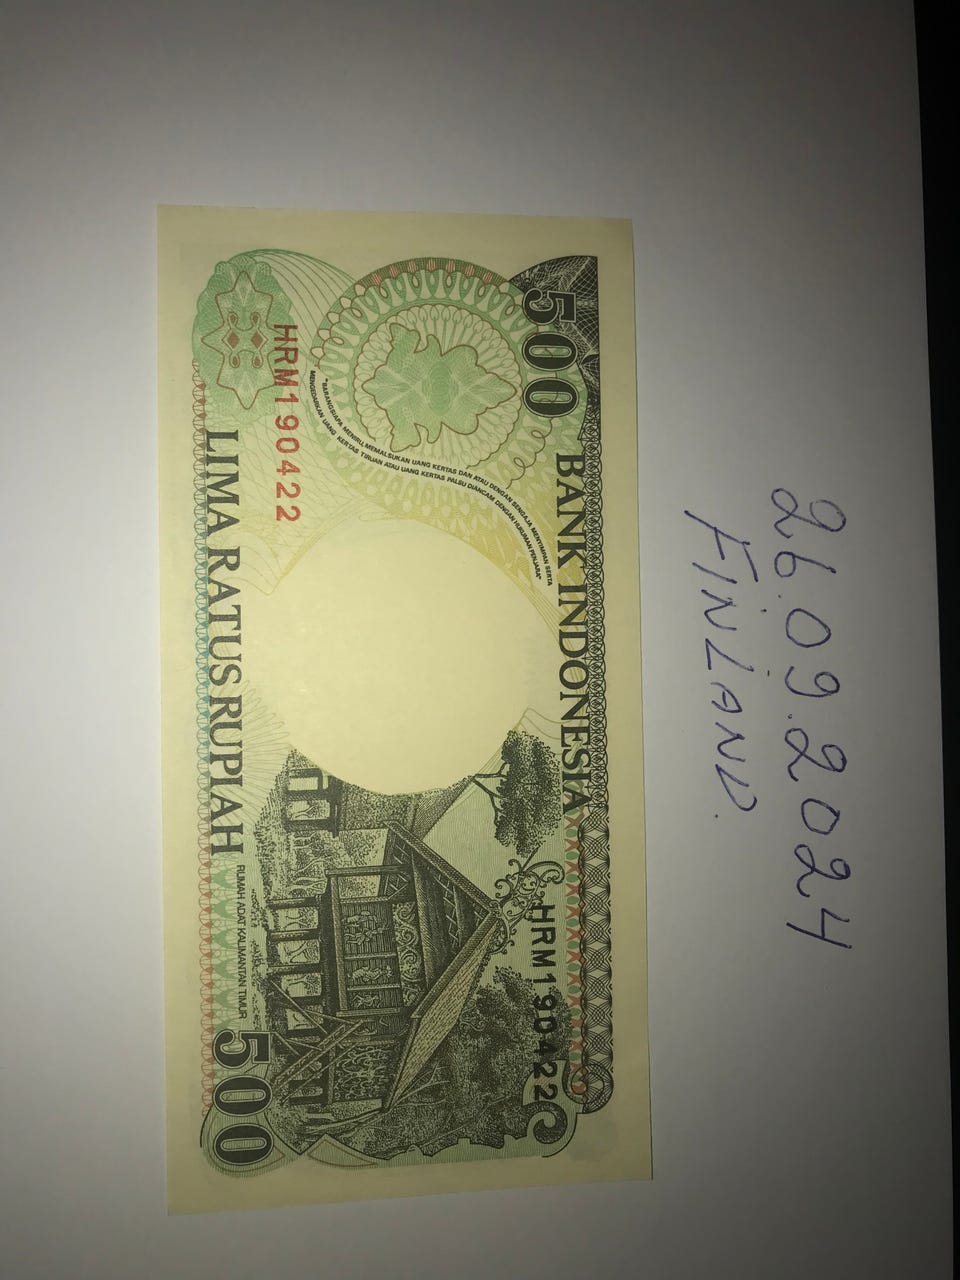 26.09.2024
FINLAND.
BANK INDONESIA
500
"BARANGSIAPA MENIRU, MEMALSUKAN UANG KERTAS DAN ATAU DENGAN SENGAJA MENYIMPAN SERTA
MENGEDARKAN UANG KERTAS TIRUAN ATAU UANG KERTAS PALSU DIANCAM DENGAN HUKUMAN PENJARA"
HRM190422
HRM190422
LIMA RATUS RUPIAH
RUMAH ADAT KALIMANTAN TIMUR
500